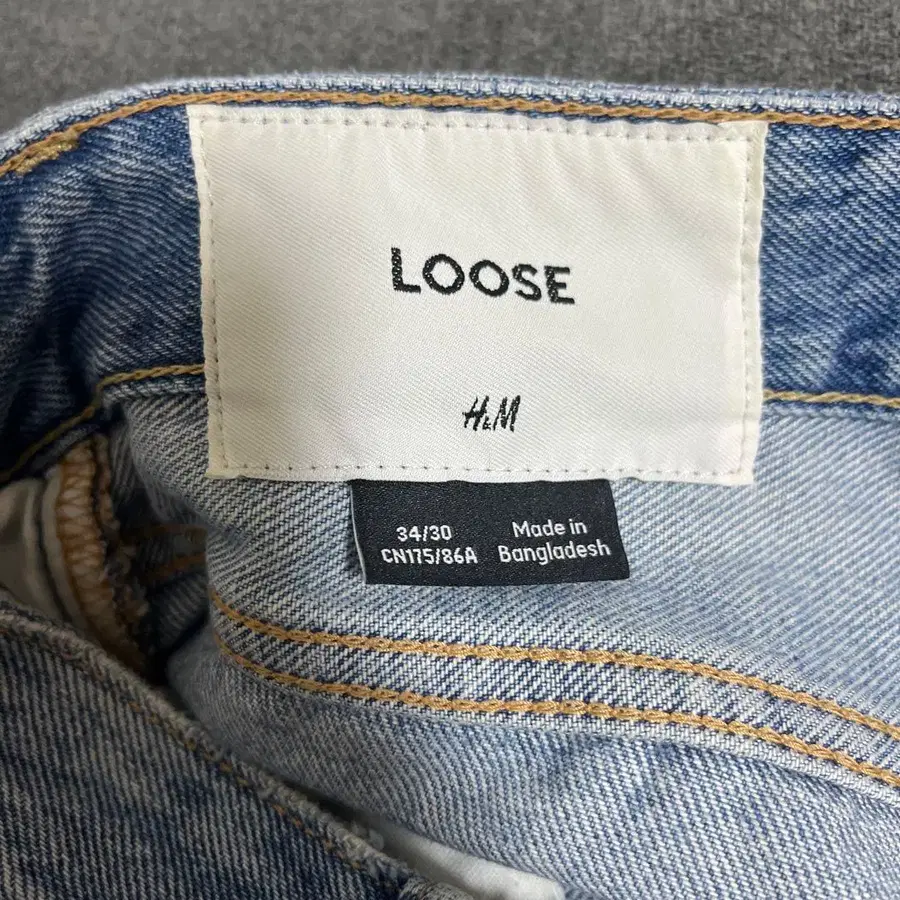 LOOSE
H&M
34/30
CN175/86A
Made in
Bangladesh